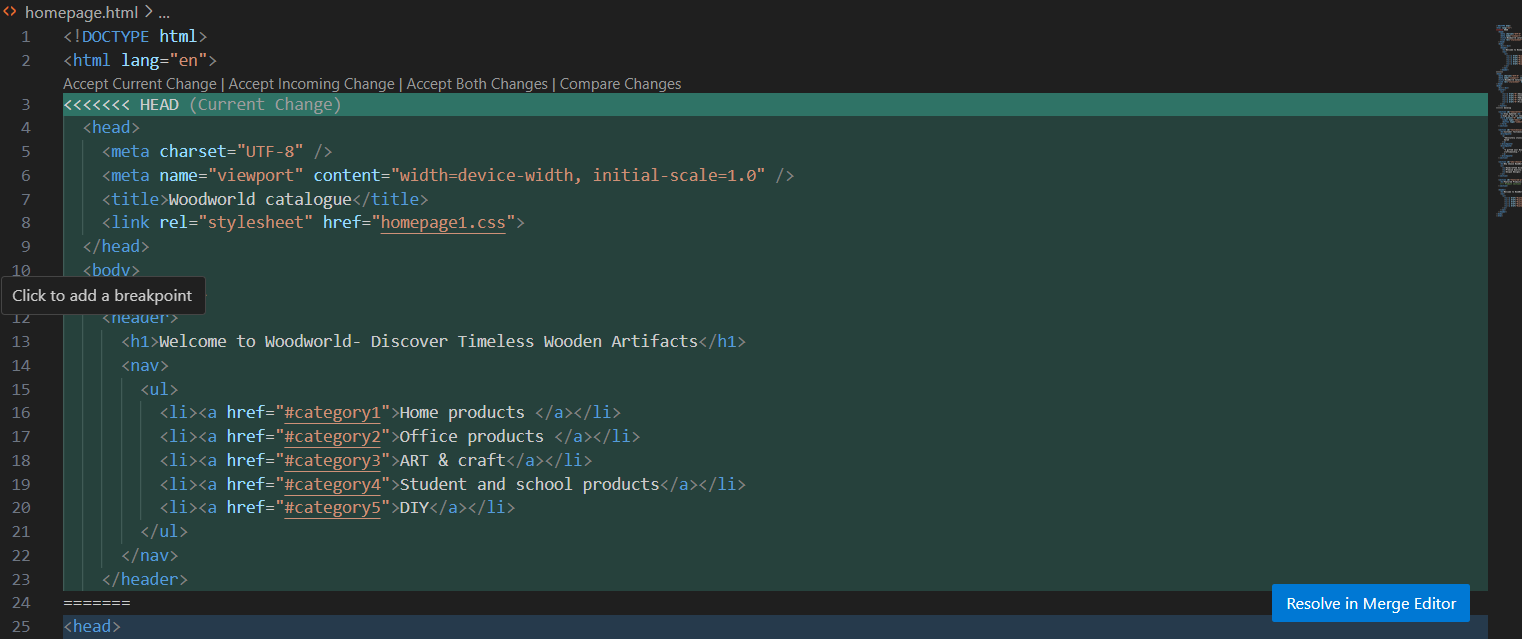 homepage.html > ...
1 <!DOCTYPE html>
2 <html lang="en">
Accept Current Change | Accept Incoming Change | Accept Both Changes | Compare Changes
3 <<<<<<< HEAD (Current Change)
4 <head>
5 <meta charset="UTF-8" />
6 <meta name="viewport" content="width=device-width, initial-scale=1.0" />
7 <title>Woodworld catalogue</title>
8 <link rel="stylesheet" href="homepage1.css">
9 </head>
10 <body>
Click to add a breakpoint
12 <header>
13 <h1>Welcome to Woodworld- Discover Timeless Wooden Artifacts</h1>
14 <nav>
15 <ul>
16 <li><a href="#category1">Home products </a></li>
17 <li><a href="#category2">Office products </a></li>
18 <li><a href="#category3">ART & craft</a></li>
19 <li><a href="#category4">Student and school products</a></li>
20 <li><a href="#category5">DIY</a></li>
21 </ul>
22 </nav>
23 </header>
24 =======
Resolve in Merge Editor
25 <head>